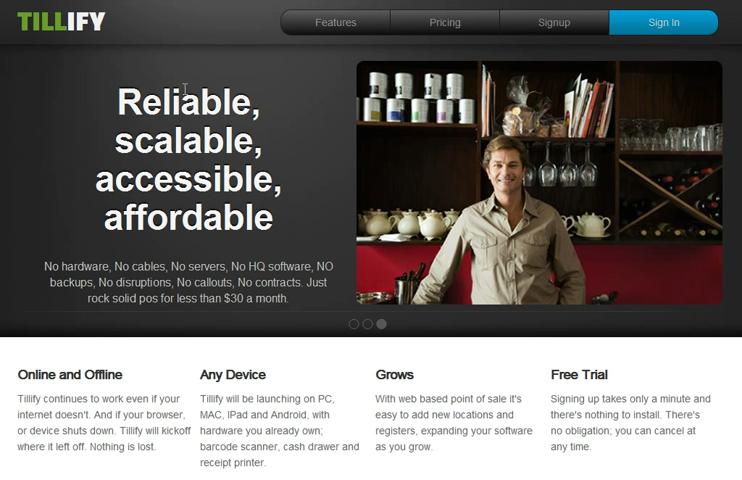 TILLIFY
Features
Pricing
Signup
Sign In
Reliable,
scalable,
accessible,
affordable
No hardware, No cables, No servers, No HQ software, NO
backups, No disruptions, No callouts, No contracts. Just
rock solid pos for less than $30 a month.
Online and Offline
Tillify continues to work even if your
internet doesn't. And if your browser,
or device shuts down. Tillify will kickoff
where it left off. Nothing is lost.
Any Device
Tillify will be launching on PC,
MAC, IPad and Android, with
hardware you already own;
barcode scanner, cash drawer and
receipt printer.
Grows
With web based point of sale it's
easy to add new locations and
registers, expanding your software
as you grow.
Free Trial
Signing up takes only a minute and
there's nothing to install. There's
no obligation; you can cancel at
any time.